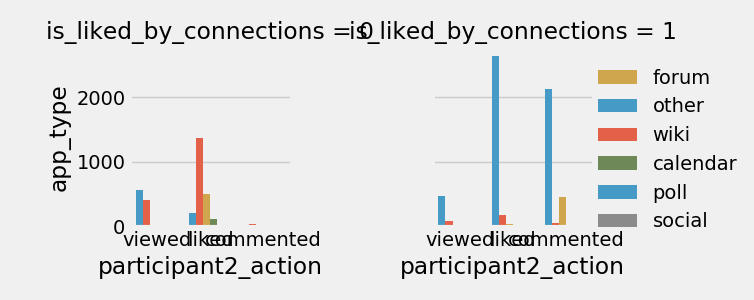 is_liked_by_connections = 0
is_liked_by_connections = 1
app_type
2000
1000
0
viewed
liked
commented
participant2_action
viewed
liked
commented
participant2_action
forum
other
wiki
calendar
poll
social